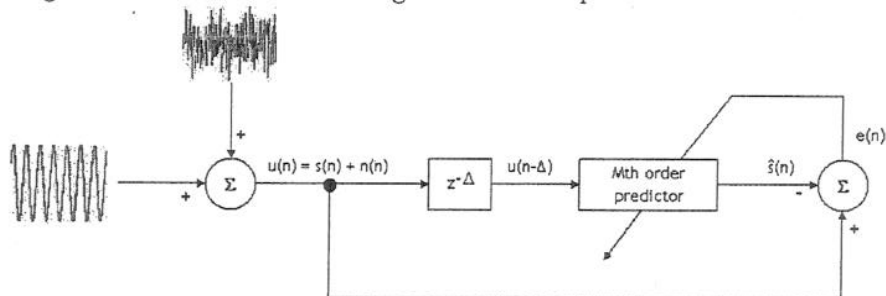 +
e(n)
u(n) = s(n) + n(n)
u(n-Δ)
Mth order
predictor
ŝ(n)
Σ
z-Δ
Σ
+
-
+